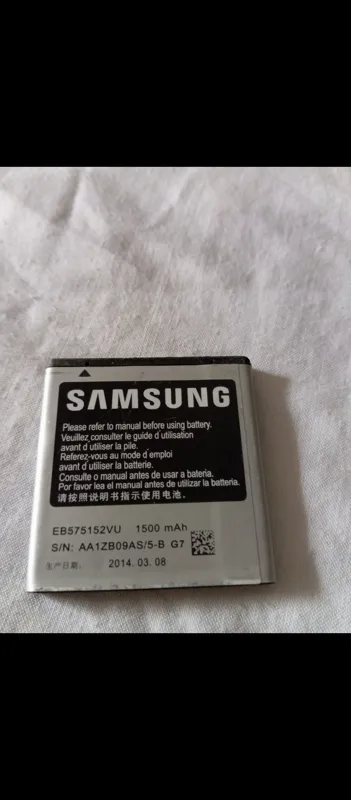 SAMSUNG
Please refer to manual before using battery.
Veuillez consulter le guide d'utilisation
avant d'utiliser la pile.
Referez-vous au mode d emploi
avant d utiliser la batterie.
Consulte o manual antes de usar a bateria.
Por favor lea el manual antes de utilizar la bateria.
请按照说明书指示使用电池.
EB575152VU 1500 mAh
S/N: AA1ZB09AS/5-B G7
生产日期: 2014. 03. 08